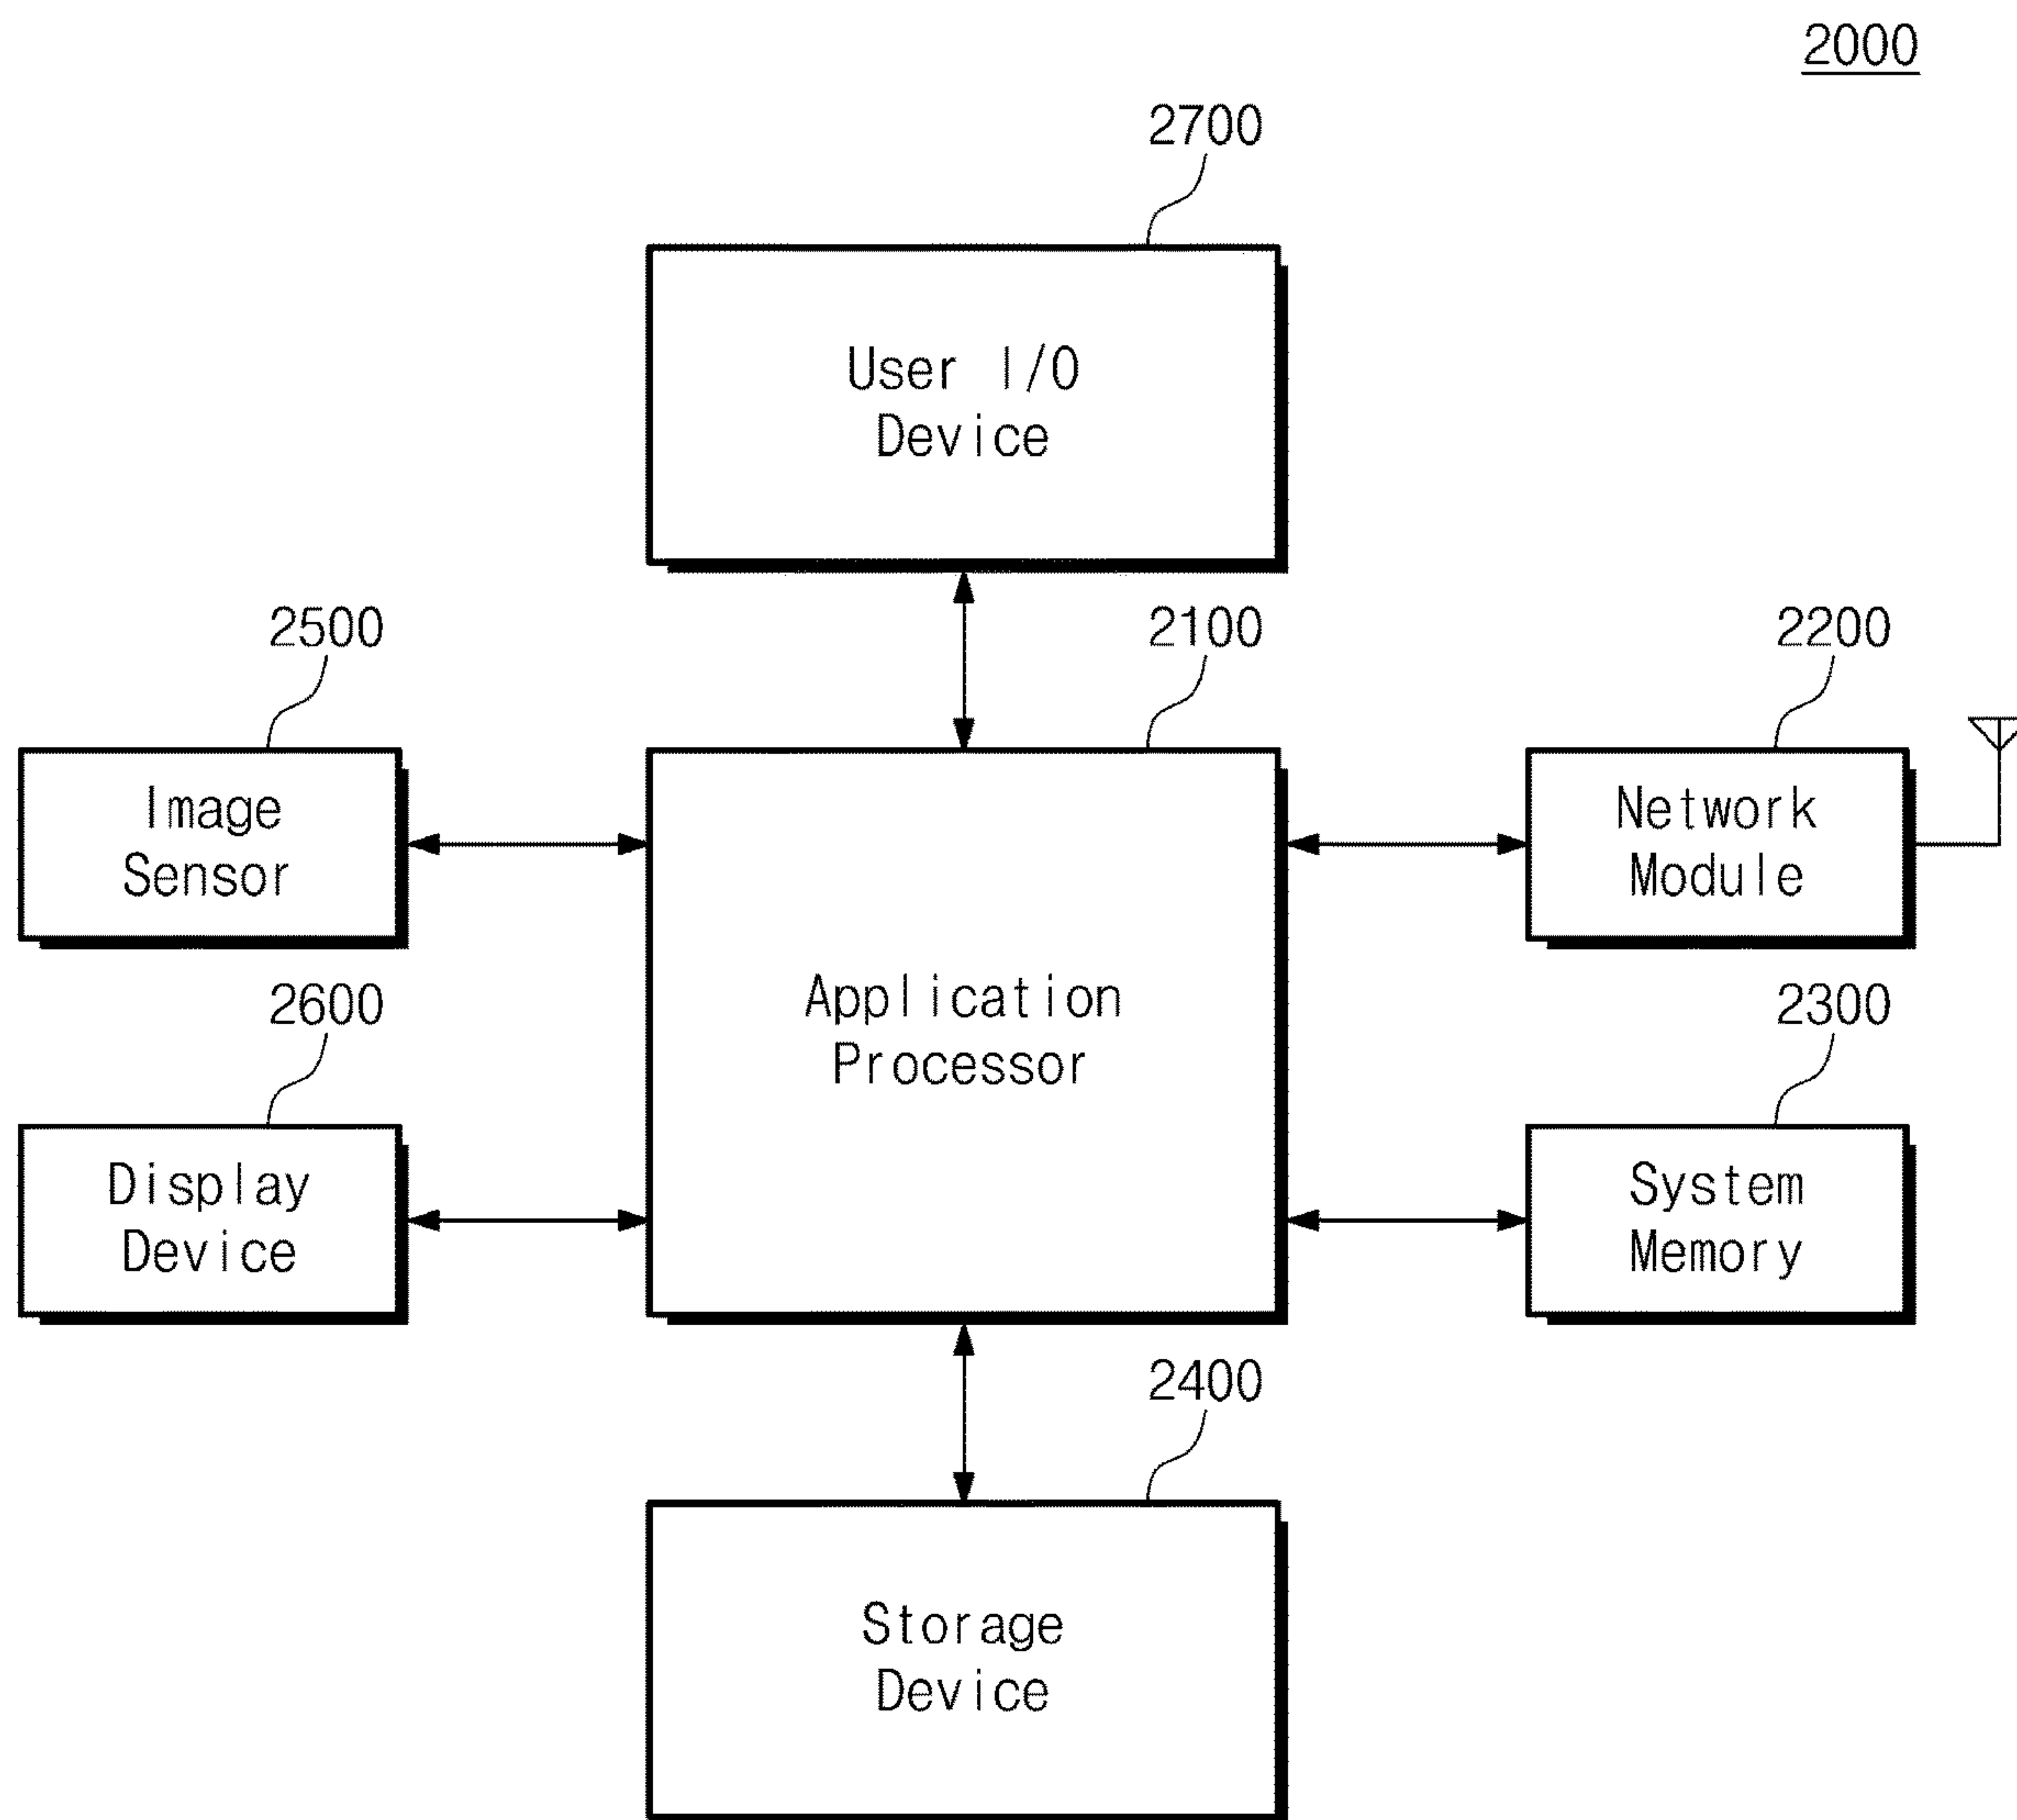 2000
2700
User I/O
Device
2500
2100
2200
Image
Sensor
Network
Module
Application
Processor
2600
2300
Display
Device
System
Memory
2400
Storage
Device